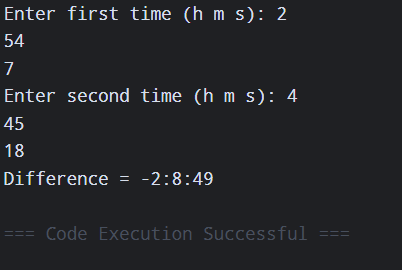 Enter first time (h m s): 2
54
7
Enter second time (h m s): 4
45
18
Difference = -2:8:49
=== Code Execution Successful ===